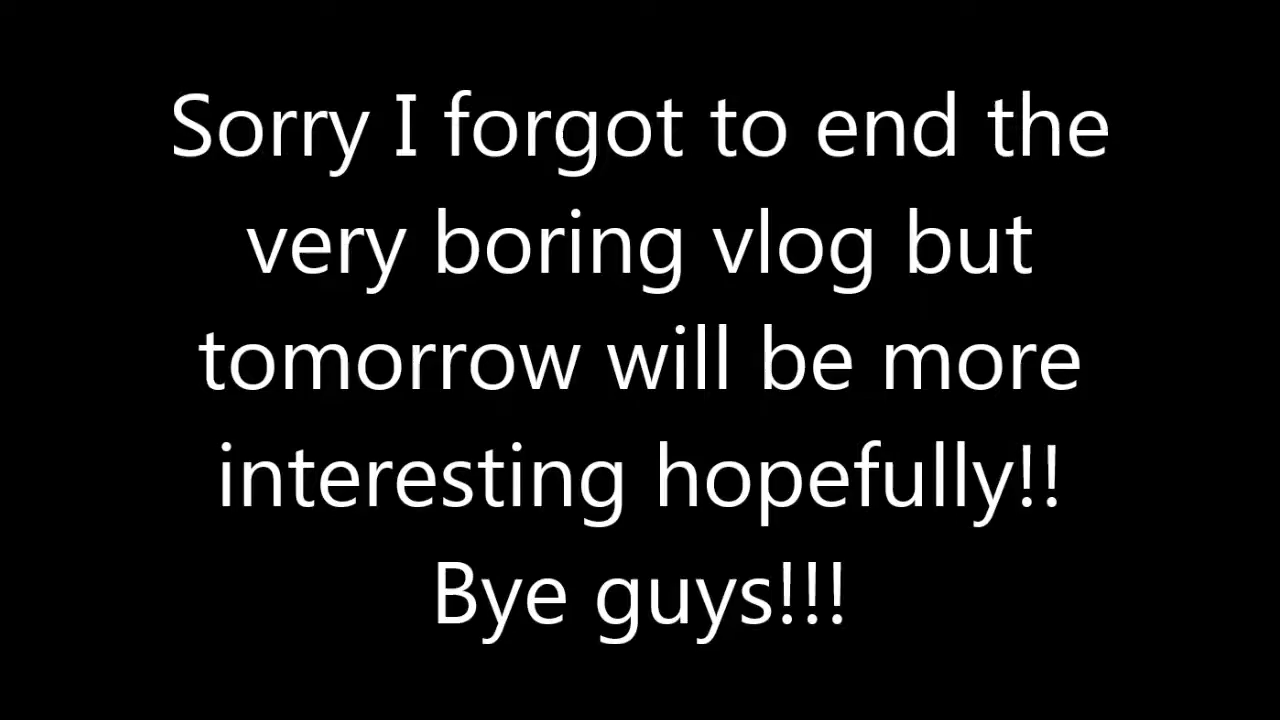 Sorry I forgot to end the
very boring vlog but
tomorrow will be more
interesting hopefully!!
Bye guys!!!